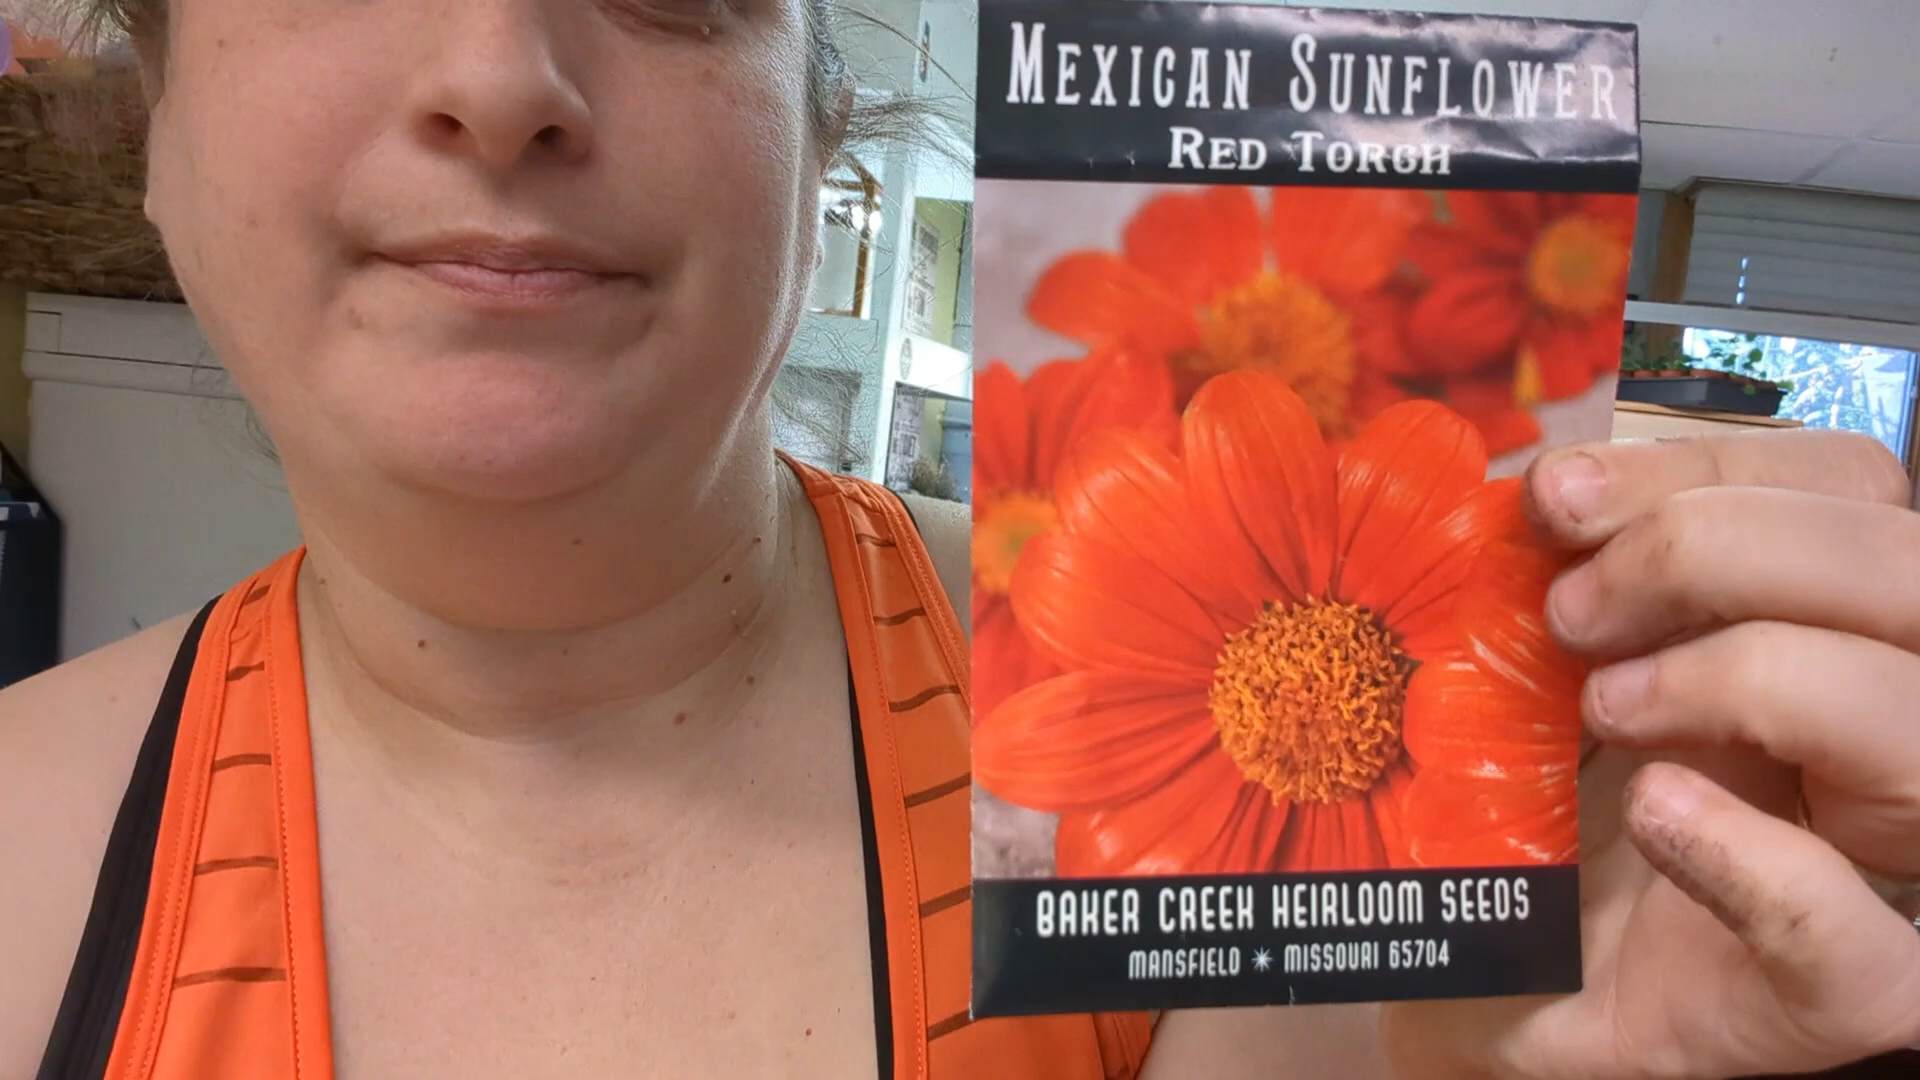 MEXICAN SUNFLOWER
RED TORCH
BAKER CREEK HEIRLOOM SEEDS
MANSFIELD * MISSOURI 65704